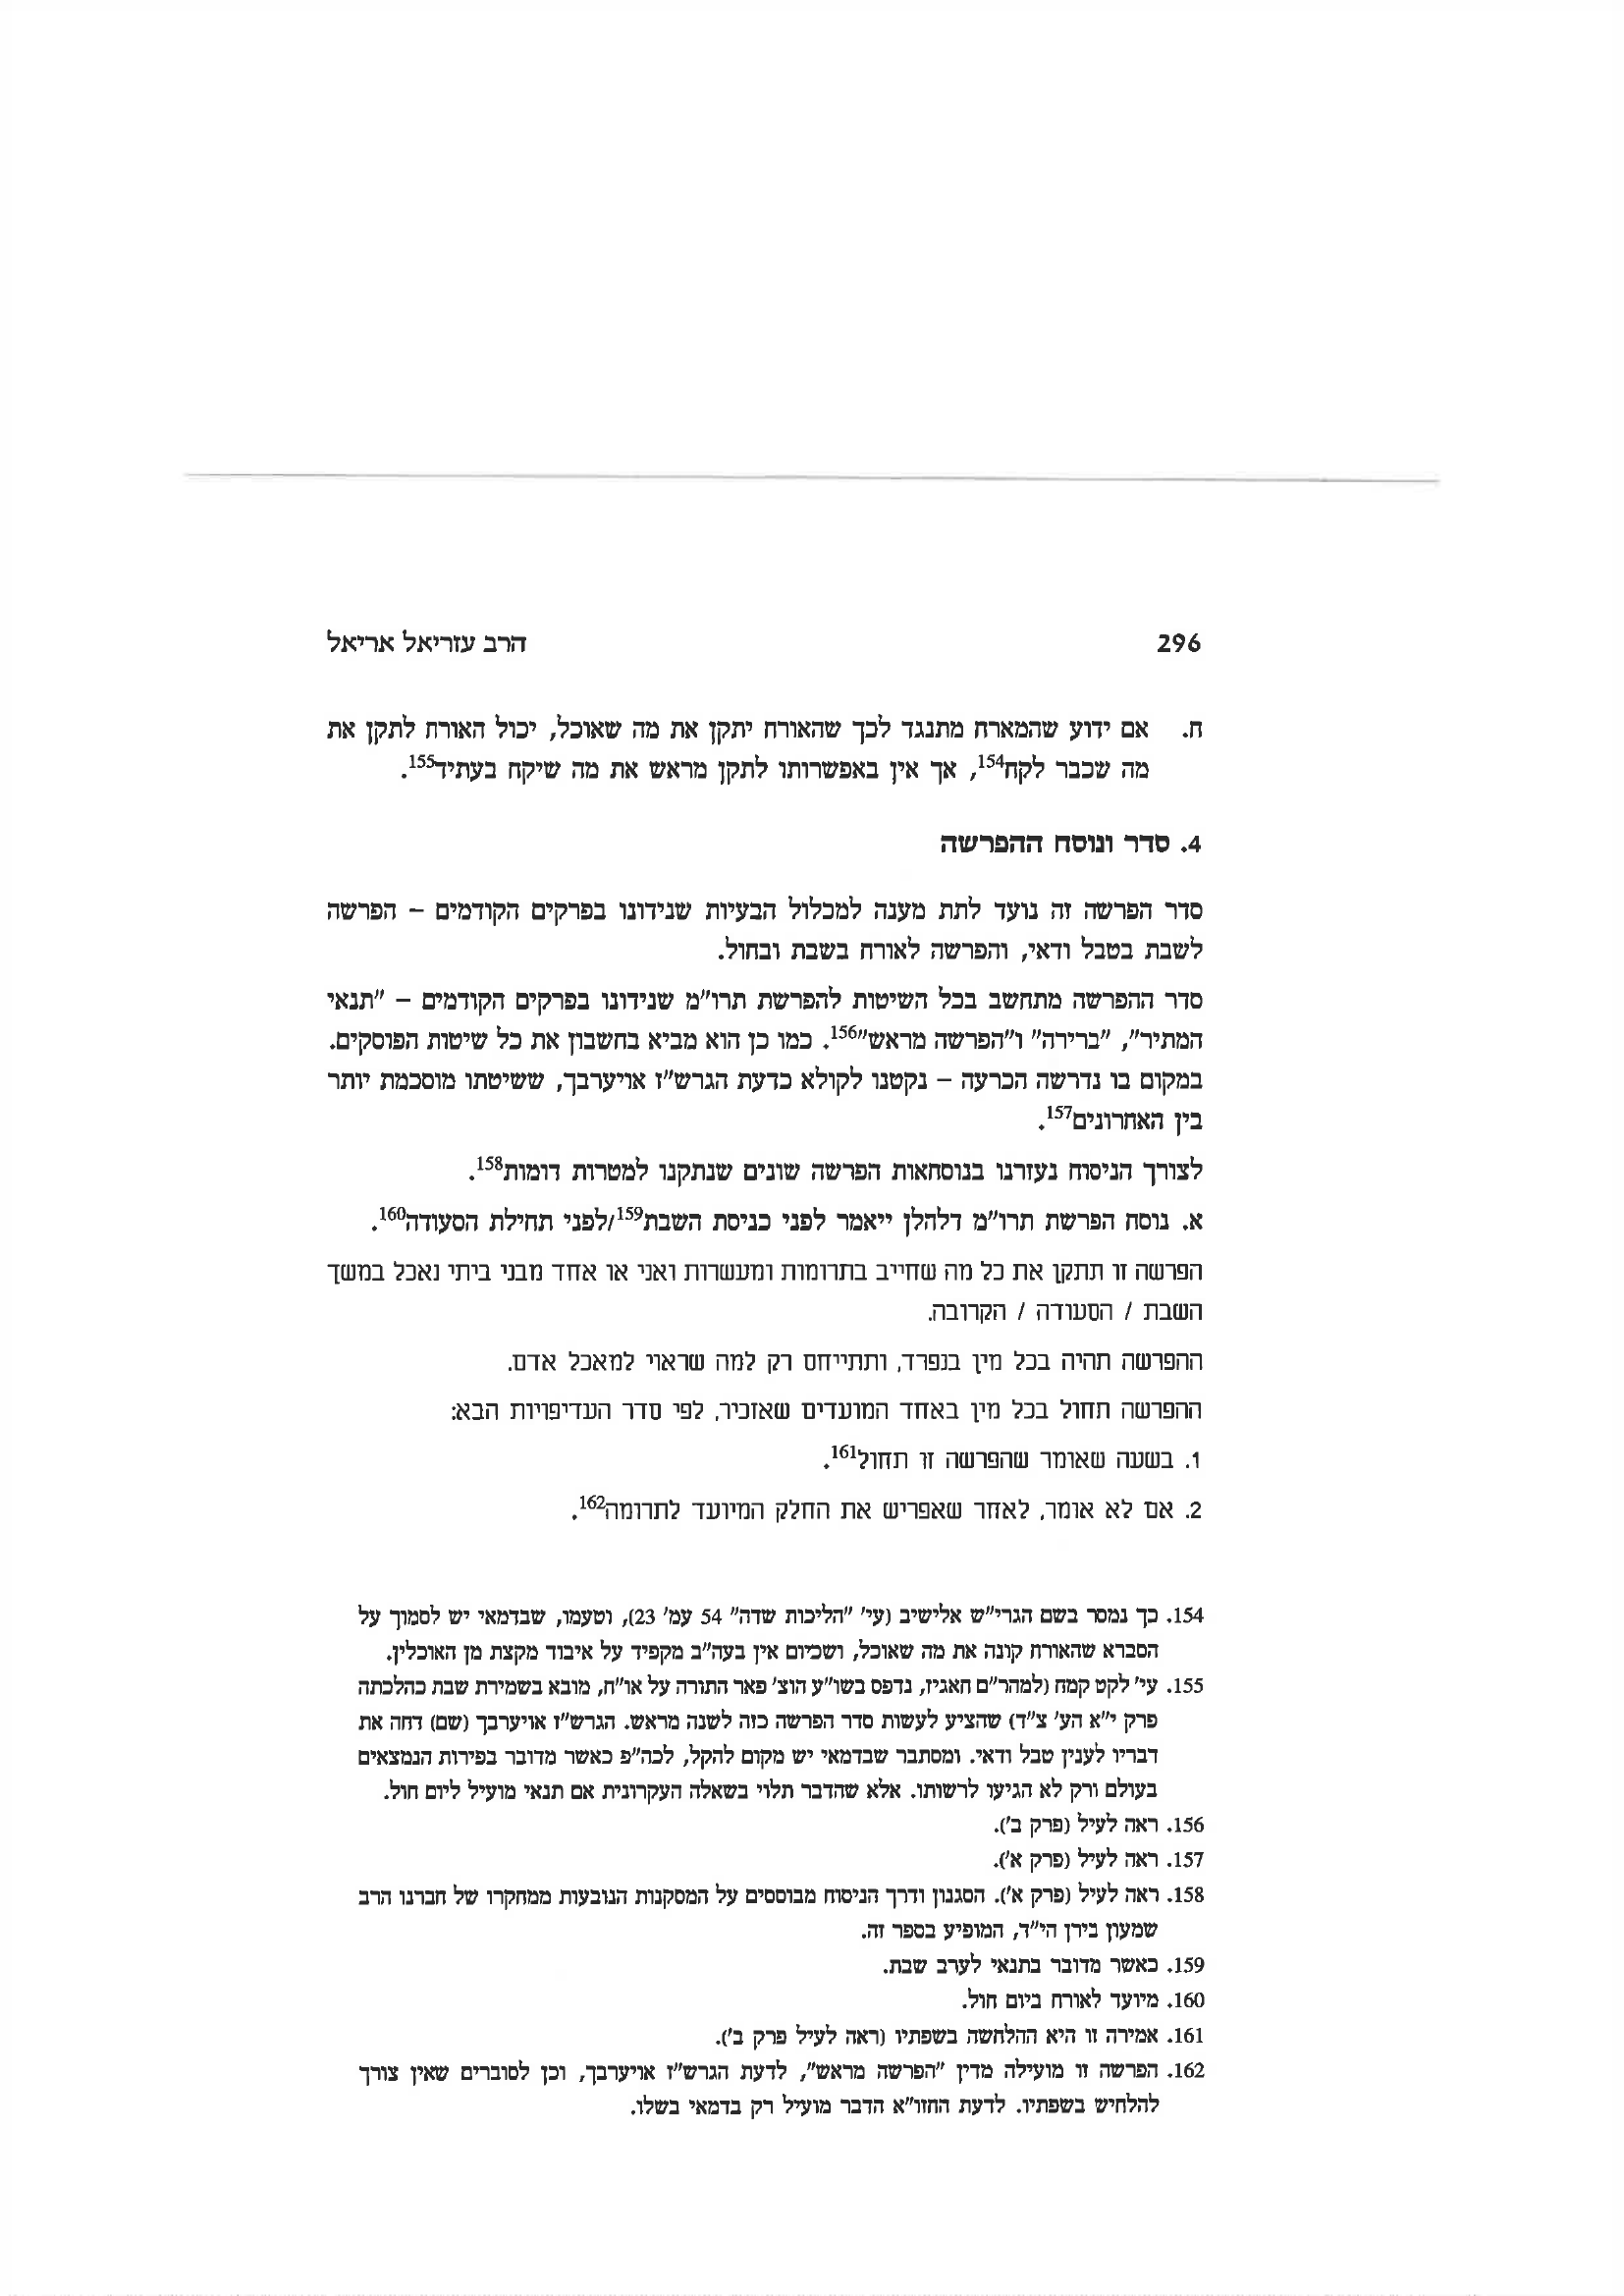 296 הרב עזריאל אריאל
ח. אם ידוע שהמארח מתנגד לכך שהאורח יתקן את מה שאוכל, יכול האורח לתקן את
מה שכבר לקח154, אך אין באפשרותו לתקן מראש את מה שיקח בעתיד155.
4. סדר ונוסח ההפרשה
סדר הפרשה זה נועד לתת מענה למכלול הבעיות שנידונו בפרקים הקודמים – הפרשה
לשבת בטבל ודאי, והפרשה לאורח בשבת ובחול.
סדר ההפרשה מתחשב בכל השיטות להפרשת תרו"מ שנידונו בפרקים הקודמים – "תנאי
המתיר", "ברירה" ו"הפרשה מראש"156. כמו כן הוא מביא בחשבון את כל שיטות הפוסקים.
במקום בו נדרשה הכרעה – נקטנו לקולא כדעת הגרש"ז אויערבך, ששיטתו מוסכמת יותר
בין האחרונים157.
לצורך הניסוח נעזרנו בנוסחאות הפרשה שונים שנתקנו למטרות דומות158.
א. נוסח הפרשת תרו"מ דלהלן ייאמר לפני כניסת השבת159/לפני תחילת הסעודה160.
הפרשה זו תתקן את כל מה שחייב בתרומות ומעשרות ואני או אחד מבני ביתי נאכל במשך
השבת / הסעודה / הקרובה.
ההפרשה תהיה בכל מין בנפרד, ותתייחס רק למה שראוי למאכל אדם.
ההפרשה תחול בכל מין באחד המועדים שאזכיר, לפי סדר העדיפויות הבא:
1. בשעה שאומר שהפרשה זו תחול161.
2. אם לא אומר, לאחר שאפריש את החלק המיועד לתרומה162.
154. כך נמסר בשם הגרי"ש אלישיב (עי' "הליכות שדה" 54 עמ' 23), וטעמו, שבדמאי יש לסמוך על
הסברא שהאורח קונה את מה שאוכל, ושכיום אין בעה"ב מקפיד על איבוד מקצת מן האוכלין.
155. עי' לקט קמח (למהר"ם חאגיז, נדפס בשו"ע הוצ' פאר התורה על או"ח, מובא בשמירת שבת כהלכתה
פרק י"א הע' צ"ד) שהציע לעשות סדר הפרשה כזה לשנה מראש. הגרש"ז אויערבך (שם) דחה את
דבריו לענין טבל ודאי. ומסתבר שבדמאי יש מקום להקל, לכה"פ כאשר מדובר בפירות הנמצאים
בעולם ורק לא הגיעו לרשותו. אלא שהדבר תלוי בשאלה העקרונית אם תנאי מועיל ליום חול.
156. ראה לעיל (פרק ב').
157. ראה לעיל (פרק א').
158. ראה לעיל (פרק א'). הסגנון ודרך הניסוח מבוססים על המסקנות הנובעות ממחקרו של חברנו הרב
שמעון בירן הי"ד, המופיע בספר זה.
159. כאשר מדובר בתנאי לערב שבת.
160. מיועד לאורח ביום חול.
161. אמירה זו היא ההלחשה בשפתיו (ראה לעיל פרק ב').
162. הפרשה זו מועילה מדין "הפרשה מראש", לדעת הגרש"ז אויערבך, וכן לסוברים שאין צורך
להלחיש בשפתיו. לדעת החזו"א הדבר מועיל רק בדמאי בשלו.